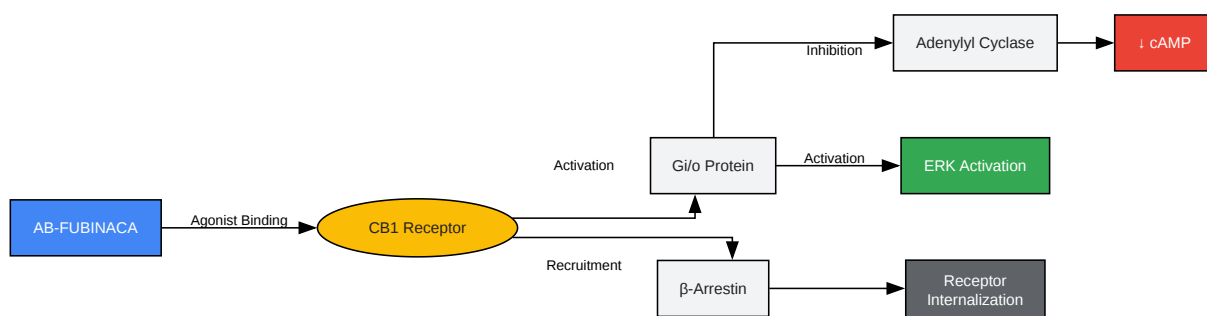 AB-FUBINACA
Agonist Binding
CB1 Receptor
Activation
Recruitment
Gi/o Protein
Inhibition
Adenylyl Cyclase
↓ cAMP
Activation
ERK Activation
β-Arrestin
Receptor
Internalization